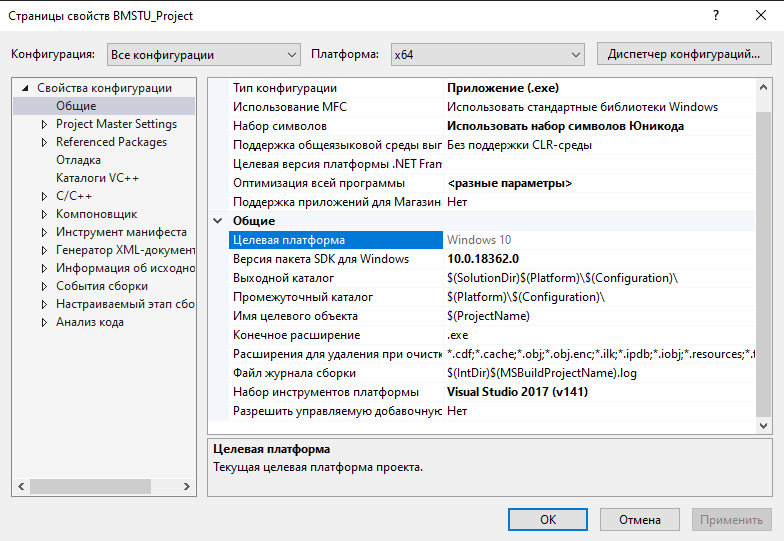 Страницы свойств BMSTU_Project
Конфигурация: Все конфигурации Платформа: x64 Диспетчер конфигураций...
Свойства конфигурации
Общие
Project Master Settings
Referenced Packages
Отладка
Каталоги VC++
C/C++
Компоновщик
Инструмент манифеста
Генератор XML-документ
Информация об исходно
События сборки
Настраиваемый этап сбо
Анализ кода
Тип конфигурации Приложение (.exe)
Использование MFC Использовать стандартные библиотеки Windows
Набор символов Использовать набор символов Юникода
Поддержка общеязыковой среды вып Без поддержки CLR-среды
Целевая версия платформы .NET Fram
Оптимизация всей программы <разные параметры>
Поддержка приложений для Магазин Нет
Общие
Целевая платформа Windows 10
Версия пакета SDK для Windows 10.0.18362.0
Выходной каталог $(SolutionDir)$(Platform)\$(Configuration)\
Промежуточный каталог $(Platform)\$(Configuration)\
Имя целевого объекта $(ProjectName)
Конечное расширение .exe
Расширения для удаления при очистк *.cdf;*.cache;*.obj;*.obj.enc;*.ilk;*.ipdb;*.iobj;*.resources;*.t
Файл журнала сборки $(IntDir)$(MSBuildProjectName).log
Набор инструментов платформы Visual Studio 2017 (v141)
Разрешить управляемую добавочную Нет
Целевая платформа
Текущая целевая платформа проекта.
ОК Отмена Применить